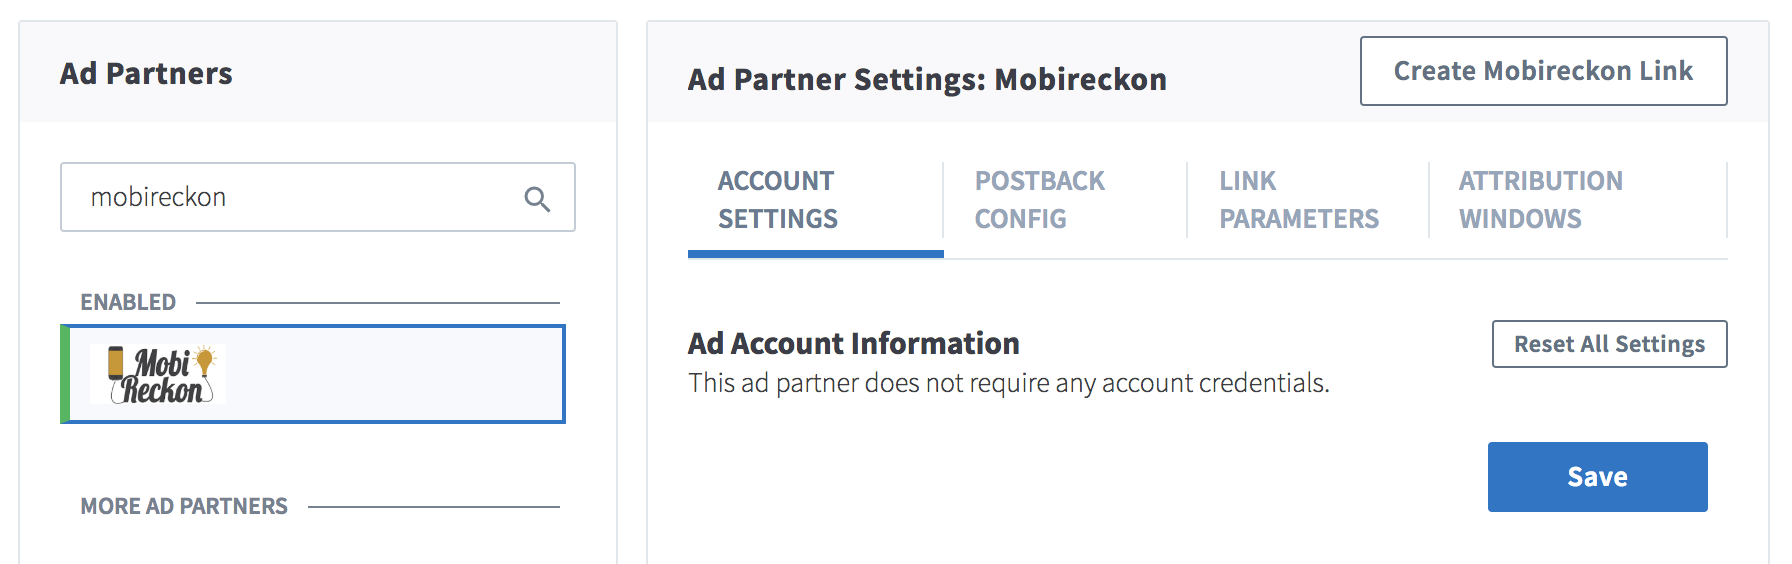 Ad Partners
mobireckon
ENABLED
Mobi
Reckon
MORE AD PARTNERS
Ad Partner Settings: Mobireckon
Create Mobireckon Link
ACCOUNT
SETTINGS
POSTBACK
CONFIG
LINK
PARAMETERS
ATTRIBUTION
WINDOWS
Ad Account Information
Reset All Settings
This ad partner does not require any account credentials.
Save